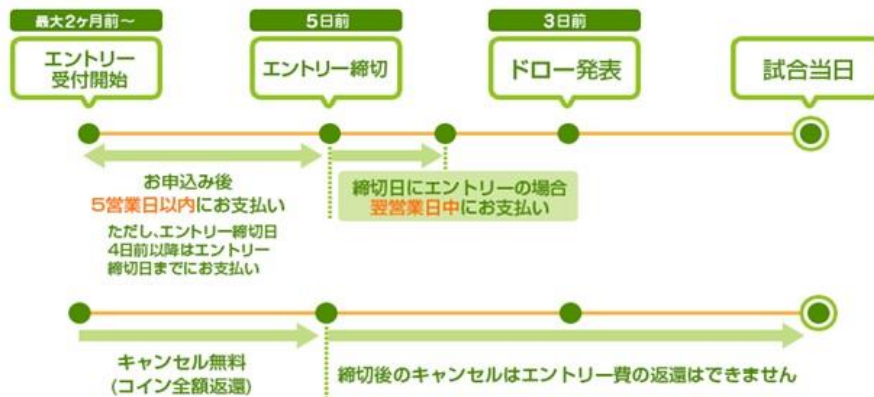 最大2ヶ月前～
エントリー
受付開始
5日前
エントリー締切
3日前
ドロー発表
試合当日
お申込み後
5営業日以内にお支払い
ただし、エントリー締切日
4日前以降はエントリー
締切日までにお支払い
締切日にエントリーの場合
翌営業日中にお支払い
キャンセル無料
(コイン全額返還)
締切後のキャンセルはエントリー費の返還はできません